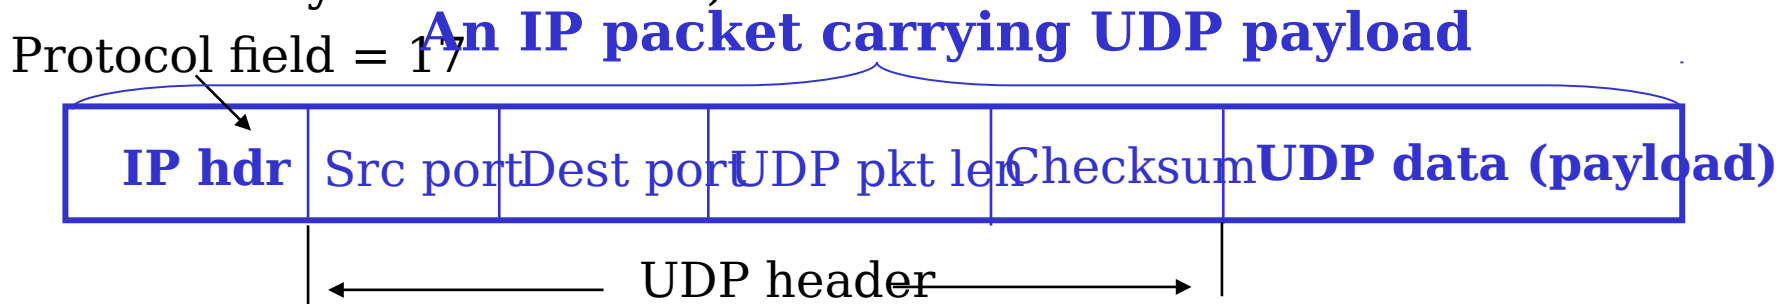 An IP packet carrying UDP payload
Protocol field = 17
IP hdr
Src port
Dest port
UDP pkt len
Checksum
UDP data (payload)
UDP header